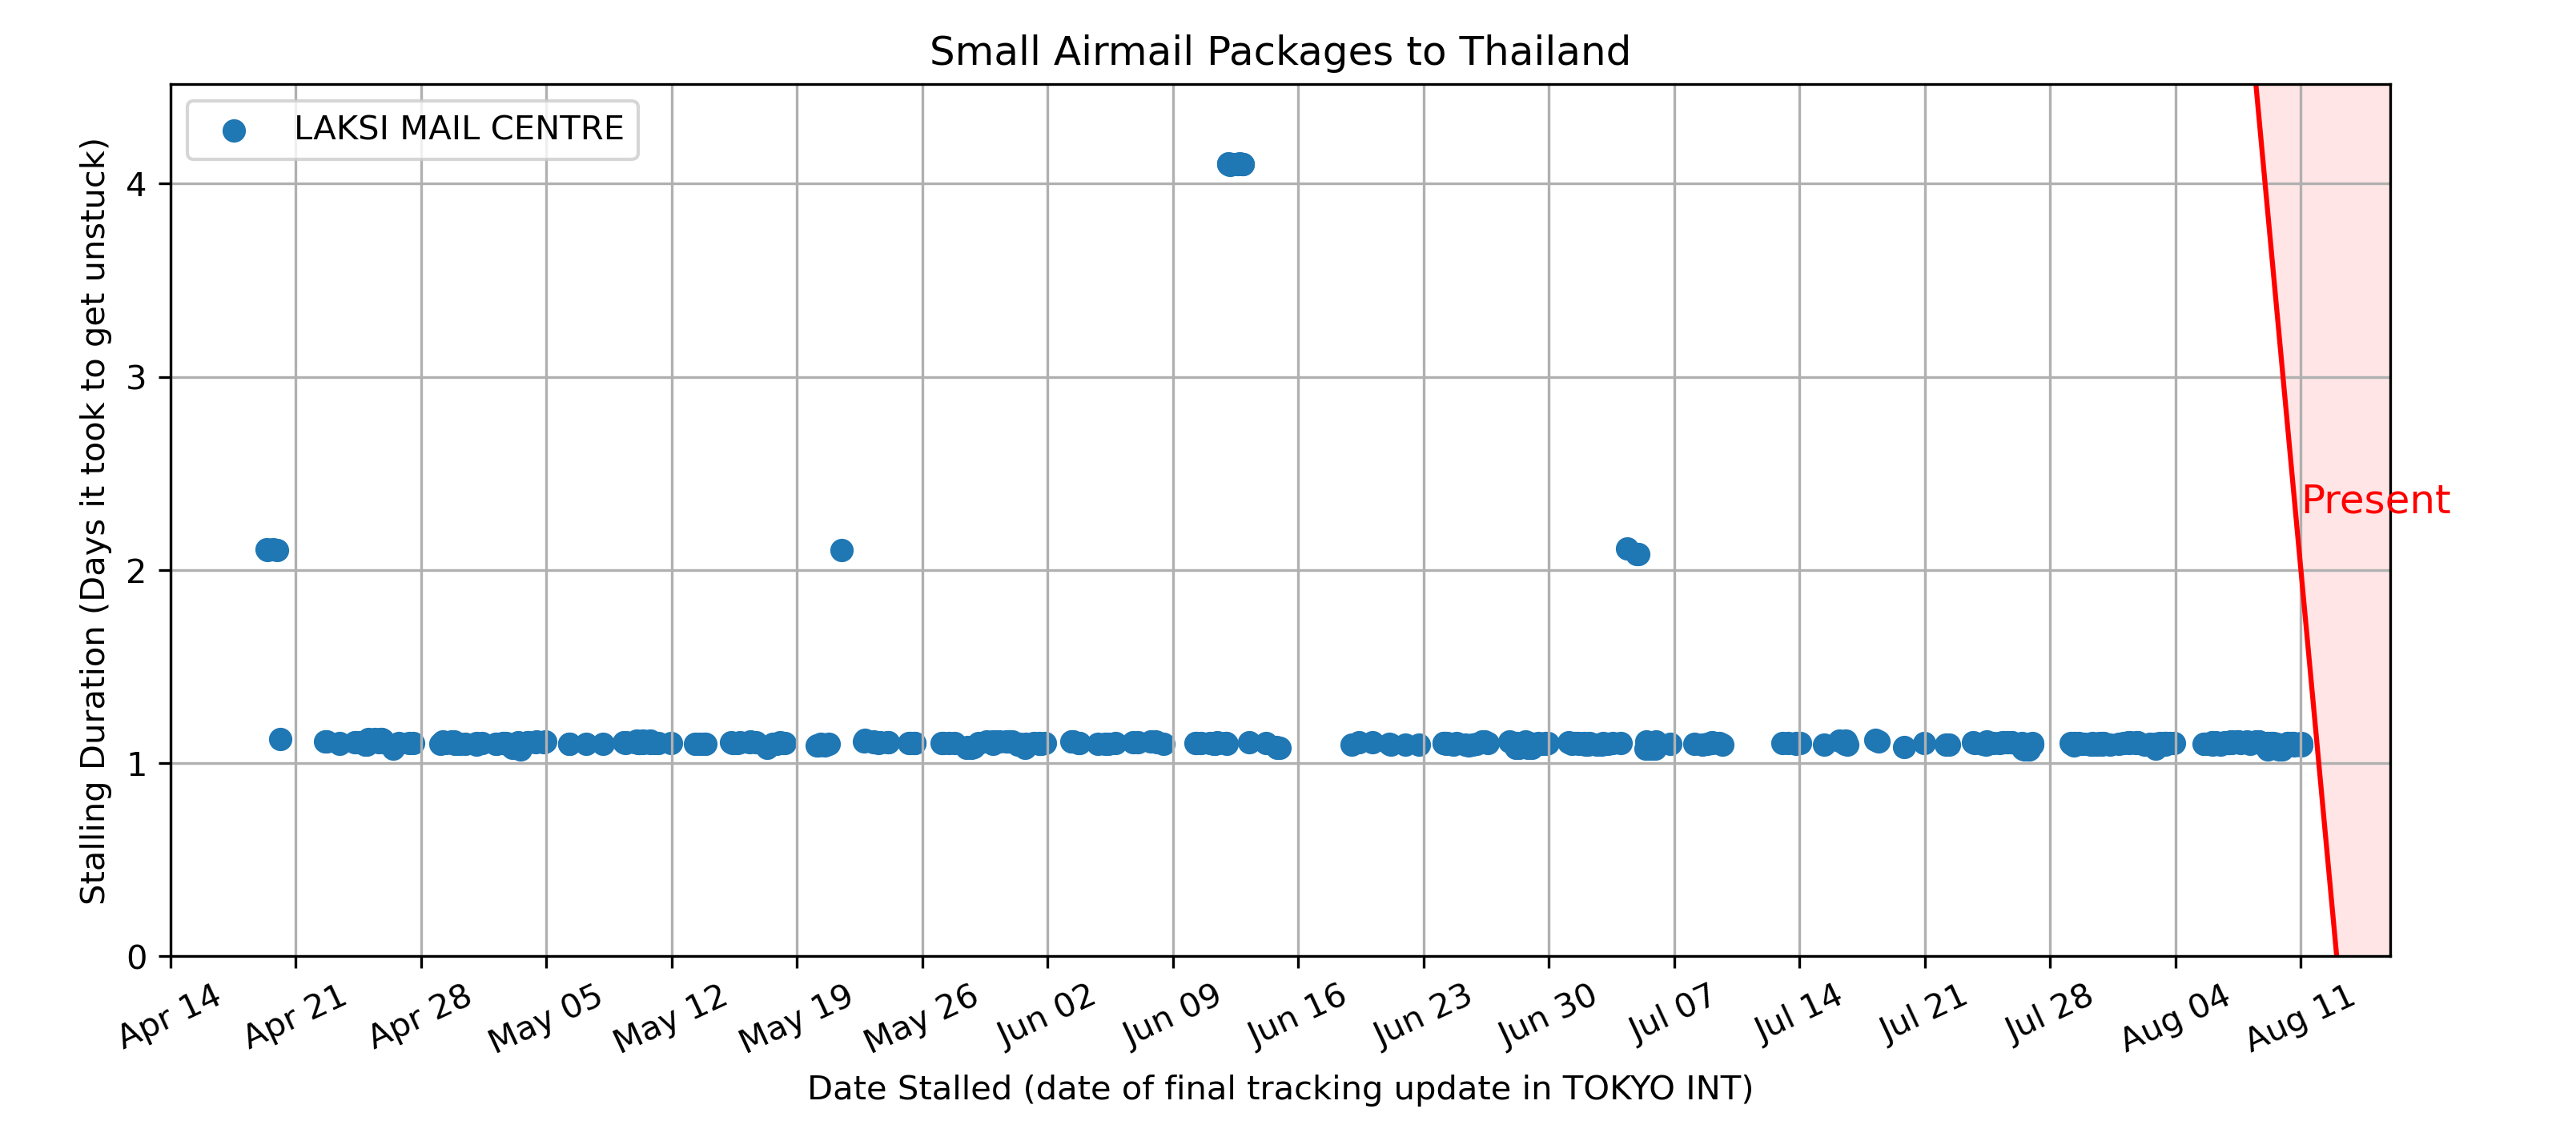 Small Airmail Packages to Thailand
LAKSI MAIL CENTRE
Stalling Duration (Days it took to get unstuck)
4
3
2
1
0
Present
Apr 14
Apr 21
Apr 28
May 05
May 12
May 19
May 26
Jun 02
Jun 09
Jun 16
Jun 23
Jun 30
Jul 07
Jul 14
Jul 21
Jul 28
Aug 04
Aug 11
Date Stalled (date of final tracking update in TOKYO INT)